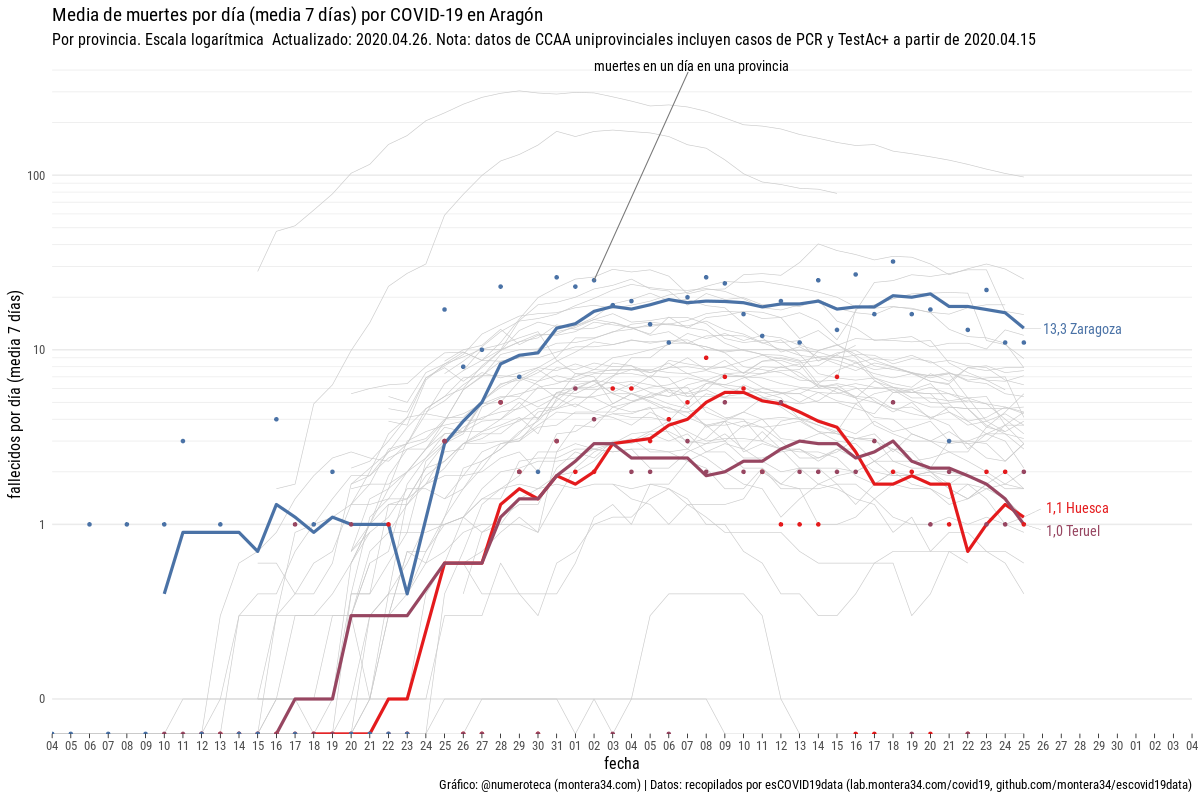 Media de muertes por día (media 7 días) por COVID-19 en Aragón
Por provincia. Escala logarítmica  Actualizado: 2020.04.26. Nota: datos de CCAA uniprovinciales incluyen casos de PCR y TestAc+ a partir de 2020.04.15
muertes en un día en una provincia
fallecidos por día (media  7 días)
100
10
1
0
13,3 Zaragoza
1,1 Huesca
1,0 Teruel
04 05 06 07 08 09 10 11 12 13 14 15 16 17 18 19 20 21 22 23 24 25 26 27 28 29 30 31 01 02 03 04 05 06 07 08 09 10 11 12 13 14 15 16 17 18 19 20 21 22 23 24 25 26 27 28 29 30 01 02 03 04
fecha
Gráfico: @numeroteca (montera34.com) | Datos: recopilados por esCOVID19data (lab.montera34.com/covid19, github.com/montera34/escovid19data)